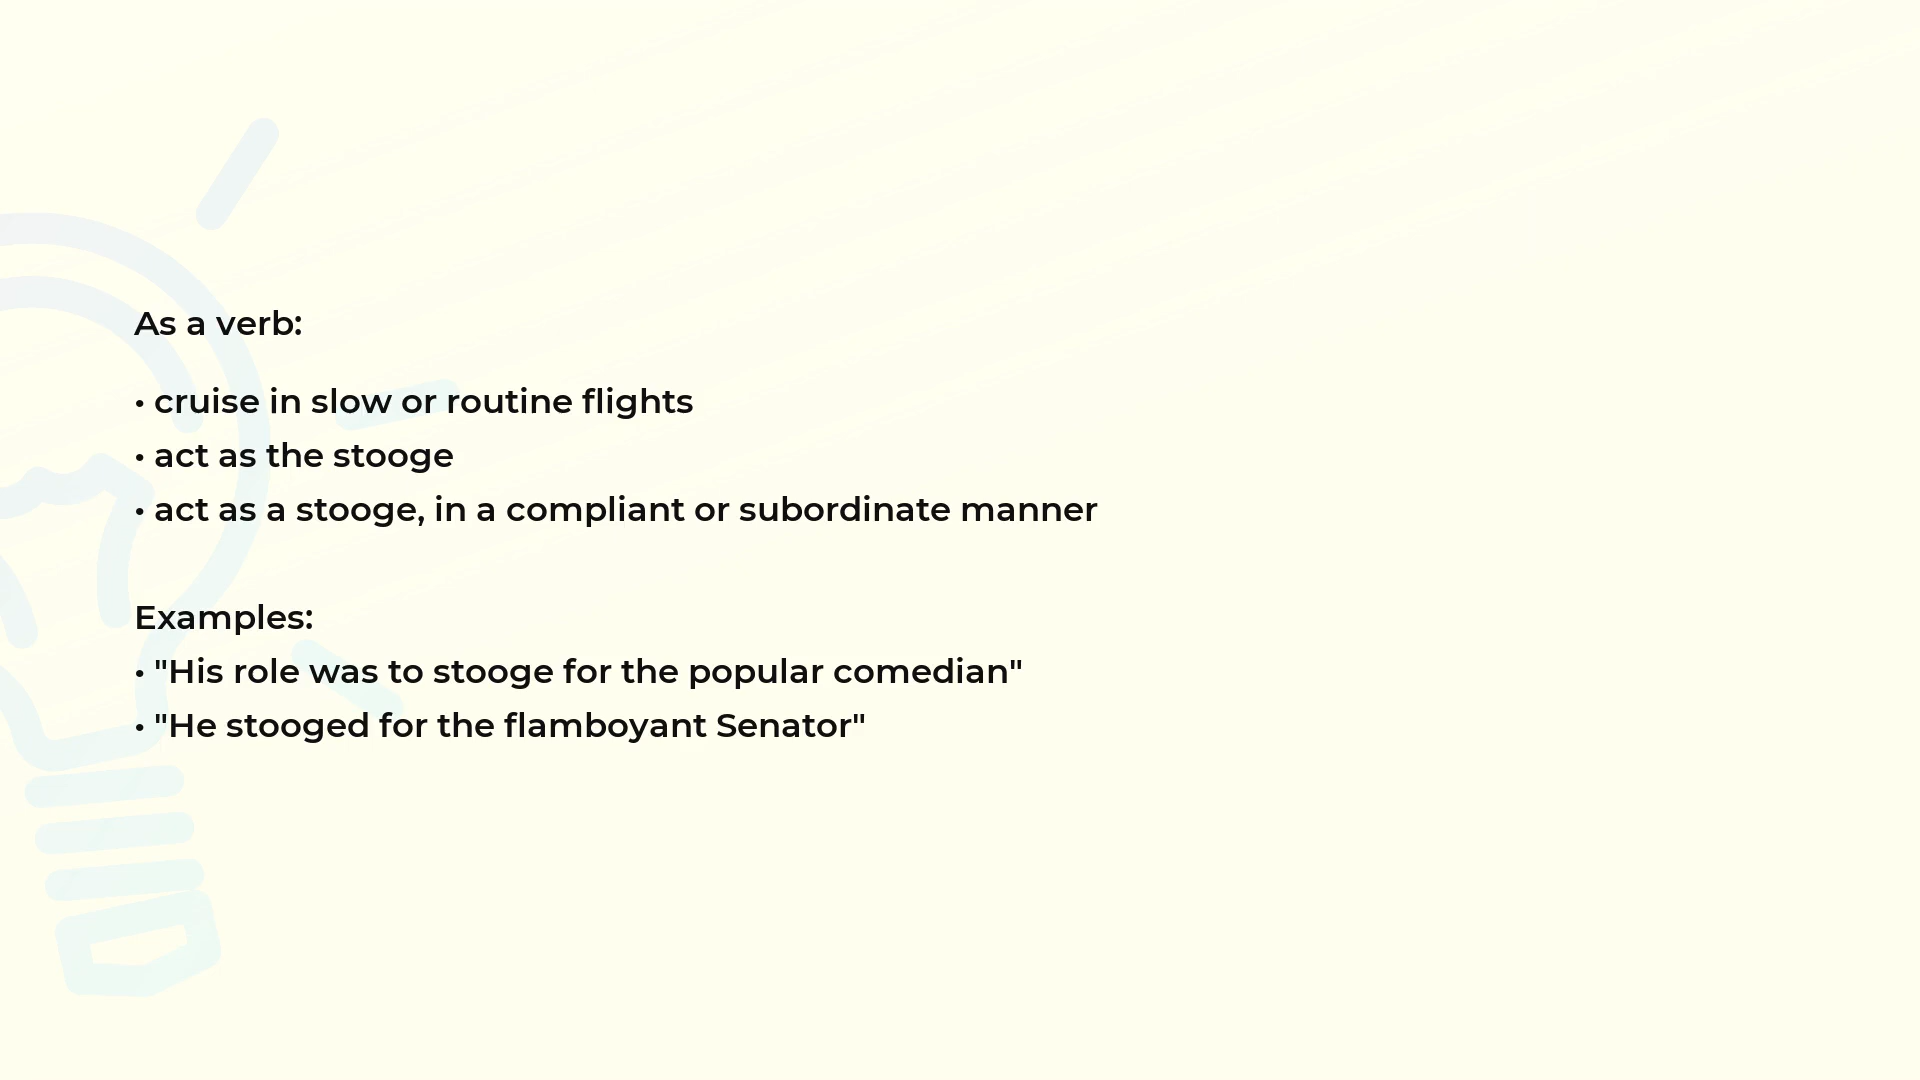 As a verb:
• cruise in slow or routine flights
• act as the stooge
• act as a stooge, in a compliant or subordinate manner
Examples:
• "His role was to stooge for the popular comedian"
• "He stooged for the flamboyant Senator"